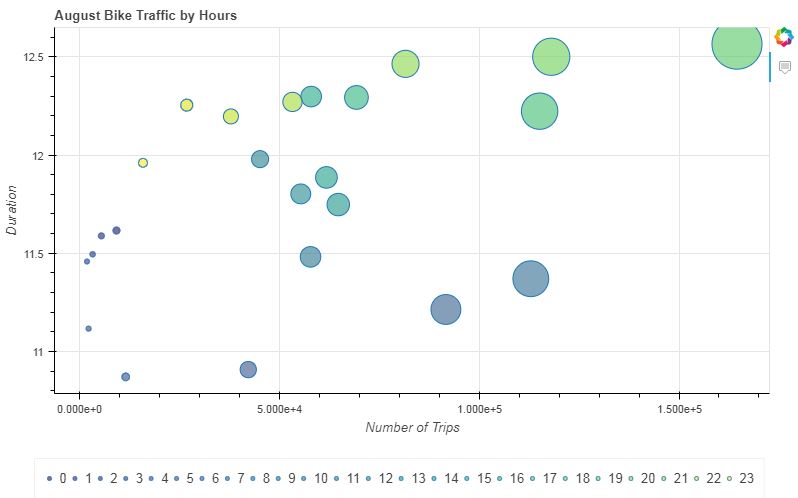 August Bike Traffic by Hours
12.5
12
11.5
11
Duration
0.000e+0 5.000e+4 1.000e+5 1.500e+5
Number of Trips
0 1 2 3 4 5 6 7 8 9 10 11 12 13 14 15 16 17 18 19 20 21 22 23